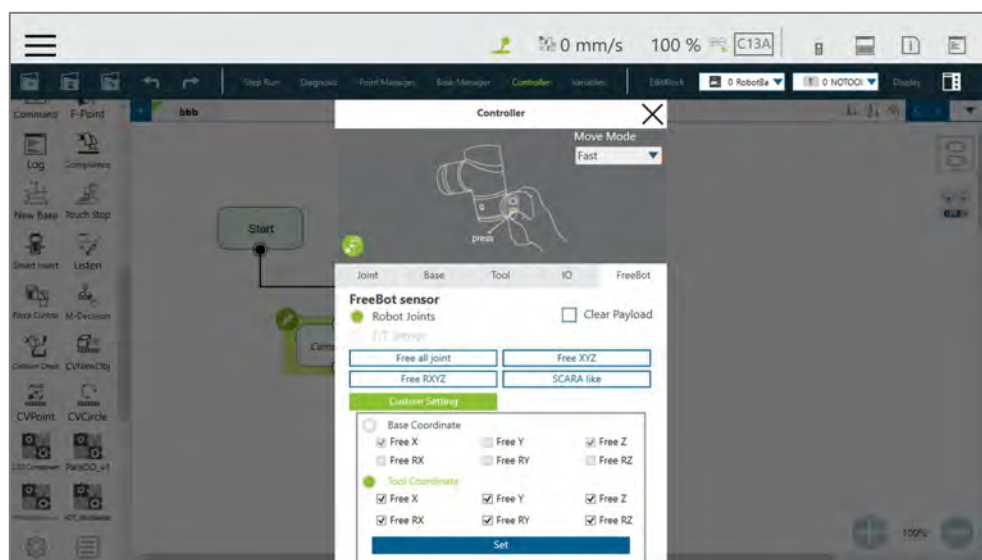 0 mm/s 100 % C13A
Step Run Diagnosis Point Manager Base Manager Controller Variables EditBlock 0 RobotBa 0 NOTOOl Display
Command F-Point
bbb
Controller
Move Mode
Fast
Log Compliance
New Base Touch Stop
press
Start
Smart Insert Listen
Joint Base Tool IO FreeBot
FreeBot sensor
Robot Joints Clear Payload
Force Control M-Decision
F/T Sensor
Free all joint Free XYZ
Collision Check CVNewObj
Free RXYZ SCARA like
Custom Setting
CVPoint CVCircle
Base Coordinate
Free X Free Y Free Z
Free RX Free RY Free RZ
Tool Coordinate
Free X Free Y Free Z
Free RX Free RY Free RZ
Set
100%